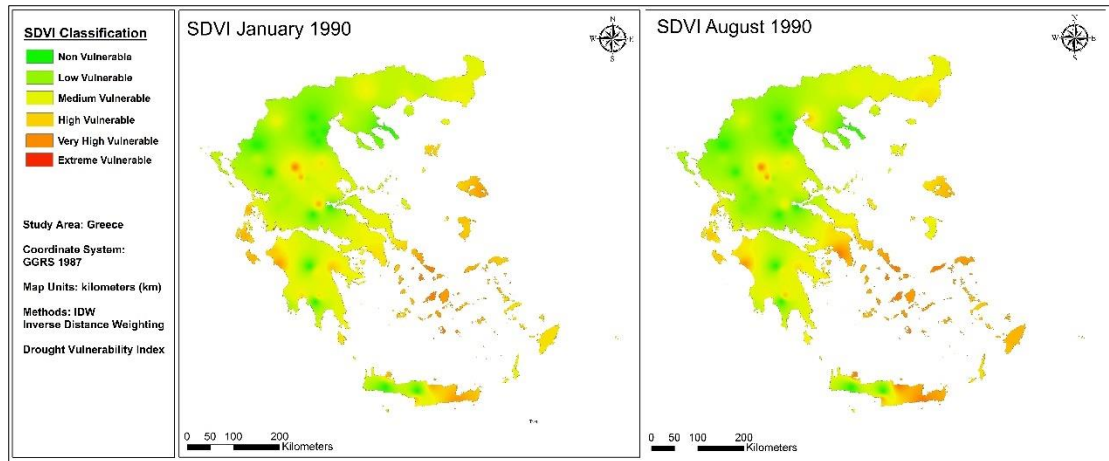 SDVI Classification
Non Vulnerable
Low Vulnerable
Medium Vulnerable
High Vulnerable
Very High Vulnerable
Extreme Vulnerable
Study Area: Greece
Coordinate System:
GGRS 1987
Map Units: kilometers (km)
Methods: IDW
Inverse Distance Weighting
Drought Vulnerability Index
SDVI January 1990
N
W E
S
0 50 100 200
Kilometers
SDVI August 1990
N
W E
S
0 50 100 200
Kilometers